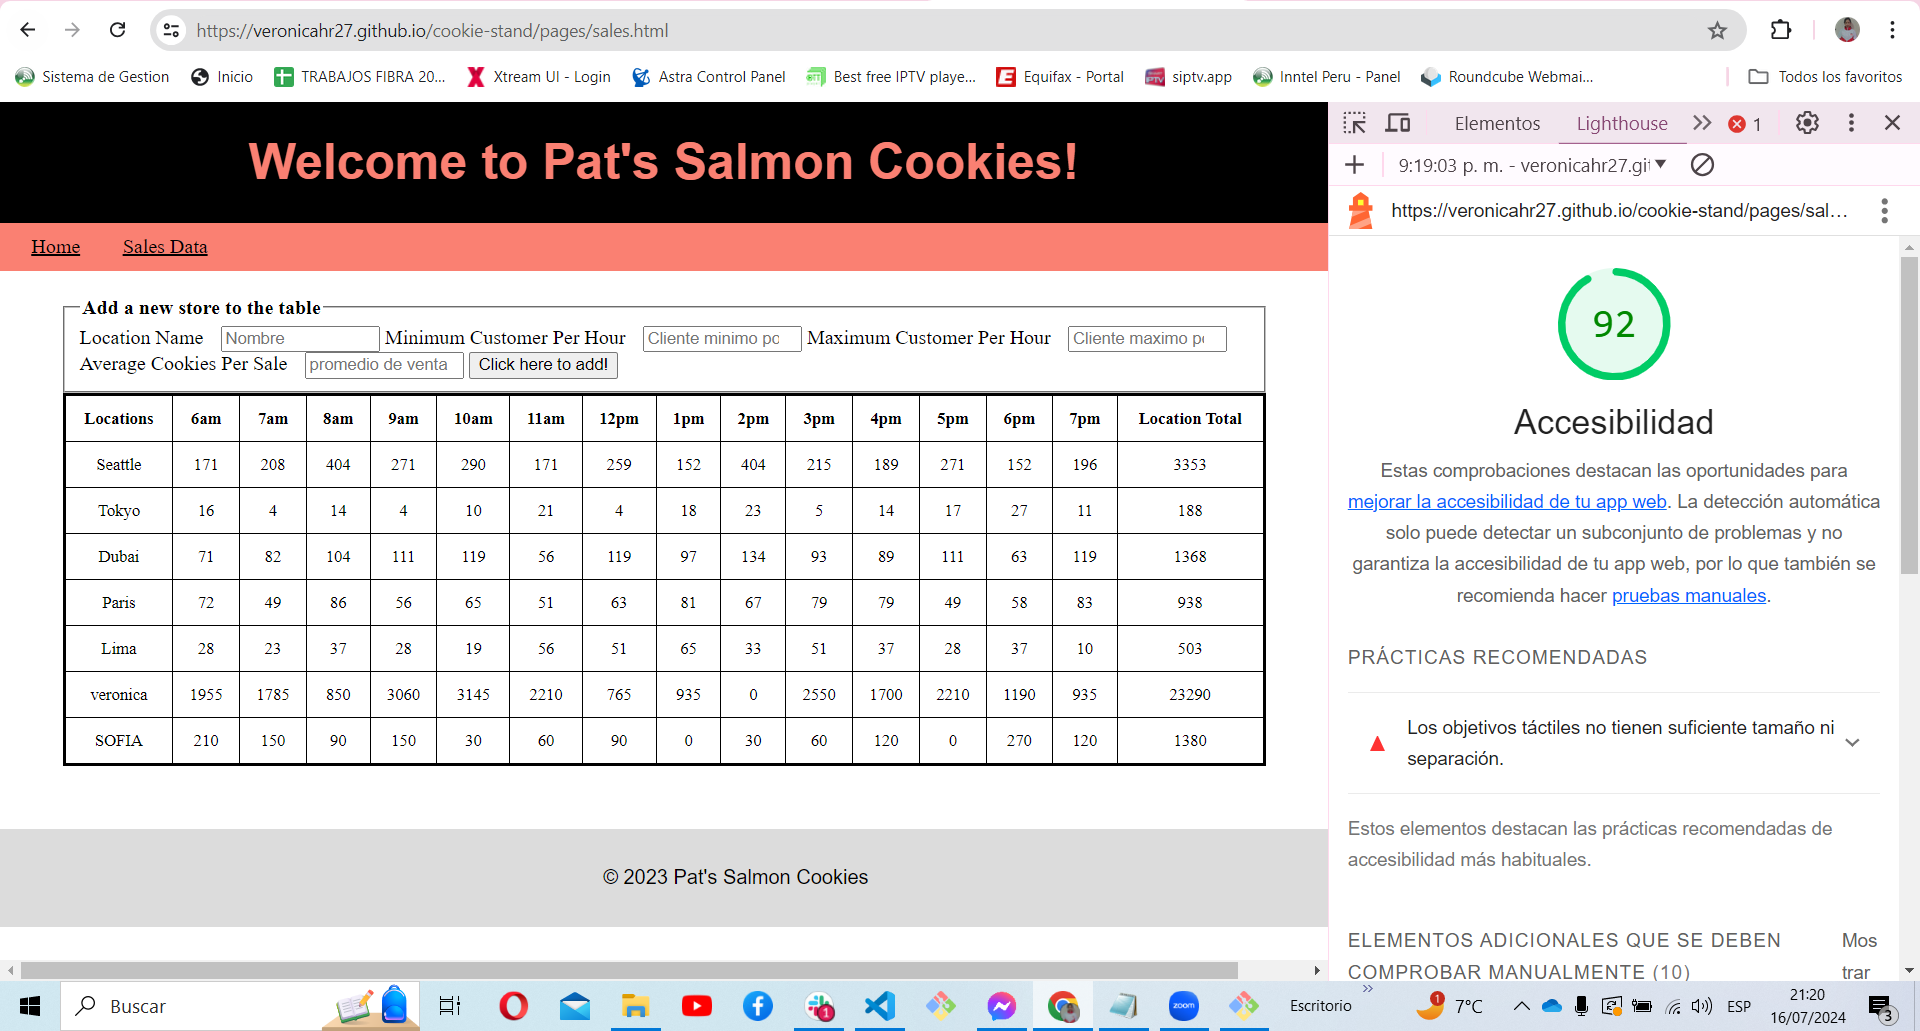 https://veronicahr27.github.io/cookie-stand/pages/sales.html
Sistema de Gestion Inicio TRABAJOS FIBRA 20... Xtream UI - Login Astra Control Panel Best free IPTV playe... Equifax - Portal siptv.app Inntel Peru - Panel Roundcube Webmai... Todos los favoritos
Welcome to Pat's Salmon Cookies!
Home Sales Data
Add a new store to the table
Location Name Nombre Minimum Customer Per Hour Cliente minimo pc Maximum Customer Per Hour Cliente maximo p
Average Cookies Per Sale promedio de venta Click here to add!
Locations 6am 7am 8am 9am 10am 11am 12pm 1pm 2pm 3pm 4pm 5pm 6pm 7pm Location Total
Seattle 171 208 404 271 290 171 259 152 404 215 189 271 152 196 3353
Tokyo 16 4 14 4 10 21 4 18 23 5 14 17 27 11 188
Dubai 71 82 104 111 119 56 119 97 134 93 89 111 63 119 1368
Paris 72 49 86 56 65 51 63 81 67 79 79 49 58 83 938
Lima 28 23 37 28 19 56 51 65 33 51 37 28 37 10 503
veronica 1955 1785 850 3060 3145 2210 765 935 0 2550 1700 2210 1190 935 23290
SOFIA 210 150 90 150 30 60 90 0 30 60 120 0 270 120 1380
© 2023 Pat's Salmon Cookies
Elementos Lighthouse 1
9:19:03 p. m. - veronicahr27.git
https://veronicahr27.github.io/cookie-stand/pages/sal...
92
Accesibilidad
Estas comprobaciones destacan las oportunidades para
mejorar la accesibilidad de tu app web. La detección automática
solo puede detectar un subconjunto de problemas y no
garantiza la accesibilidad de tu app web, por lo que también se
recomienda hacer pruebas manuales.
PRÁCTICAS RECOMENDADAS
Los objetivos táctiles no tienen suficiente tamaño ni
separación.
Estos elementos destacan las prácticas recomendadas de
accesibilidad más habituales.
ELEMENTOS ADICIONALES QUE SE DEBEN
COMPROBAR MANUALMENTE (10)
Mos
trar
Buscar
1
zoom
Escritorio
1
7°C
ESP
21:20
16/07/2024
3